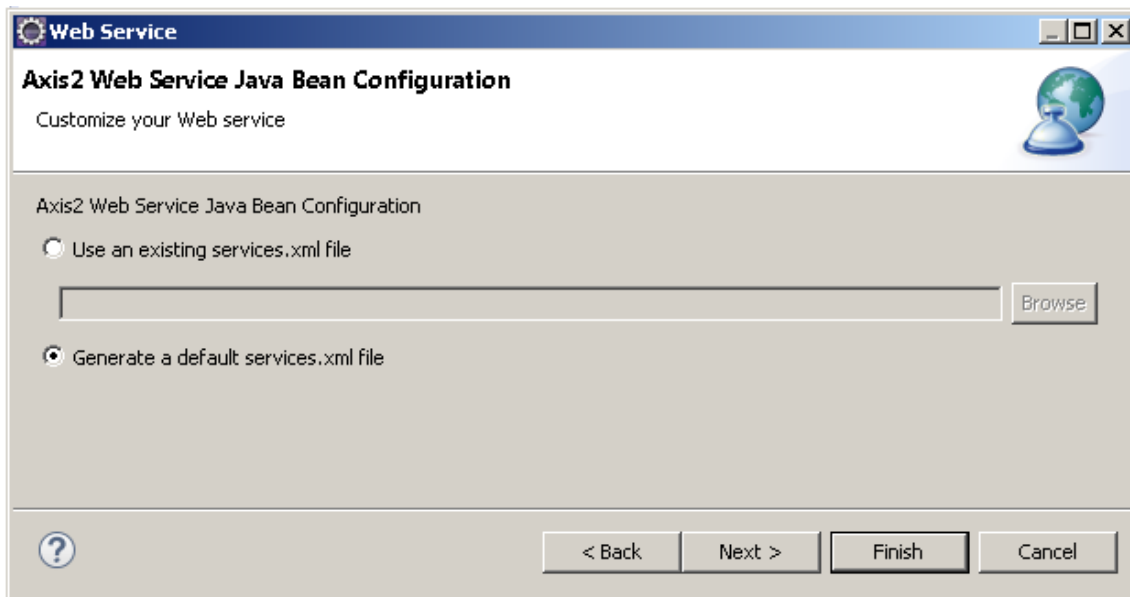 Web Service
Axis2 Web Service Java Bean Configuration
Customize your Web service
Axis2 Web Service Java Bean Configuration
Use an existing services.xml file
Browse
Generate a default services.xml file
? < Back Next > Finish Cancel